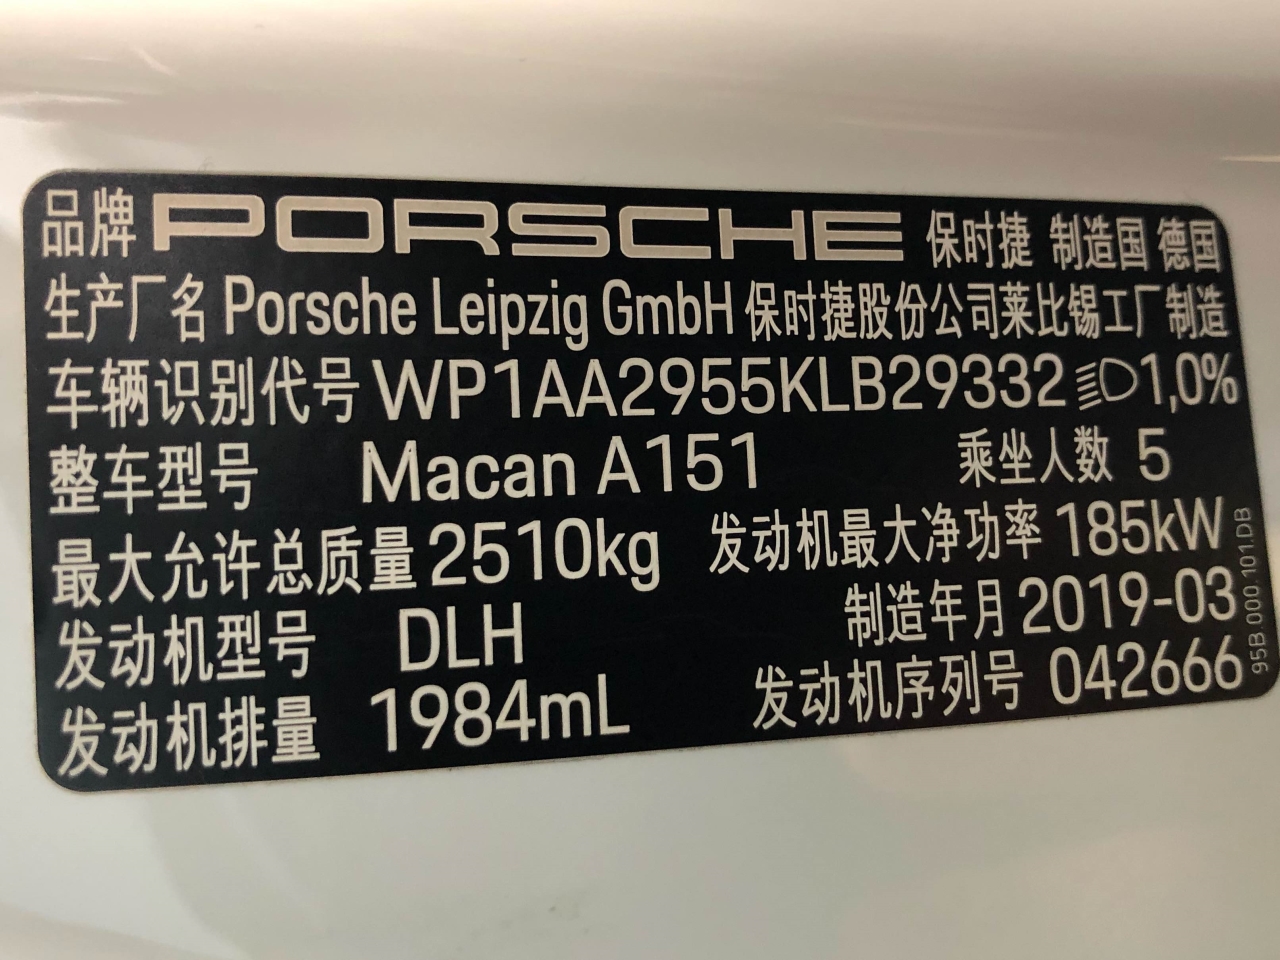 品牌 PORSCHE 保时捷 制造国 德国
生产厂名 Porsche Leipzig GmbH 保时捷股份公司莱比锡工厂制造
车辆识别代号 WP1AA2955KLB29332 1,0%
整车型号 Macan A151 乘坐人数 5
最大允许总质量 2510kg 发动机最大净功率 185kW
发动机型号 DLH 制造年月 2019-03
发动机排量 1984mL 发动机序列号 042666
95B.000.101.DB